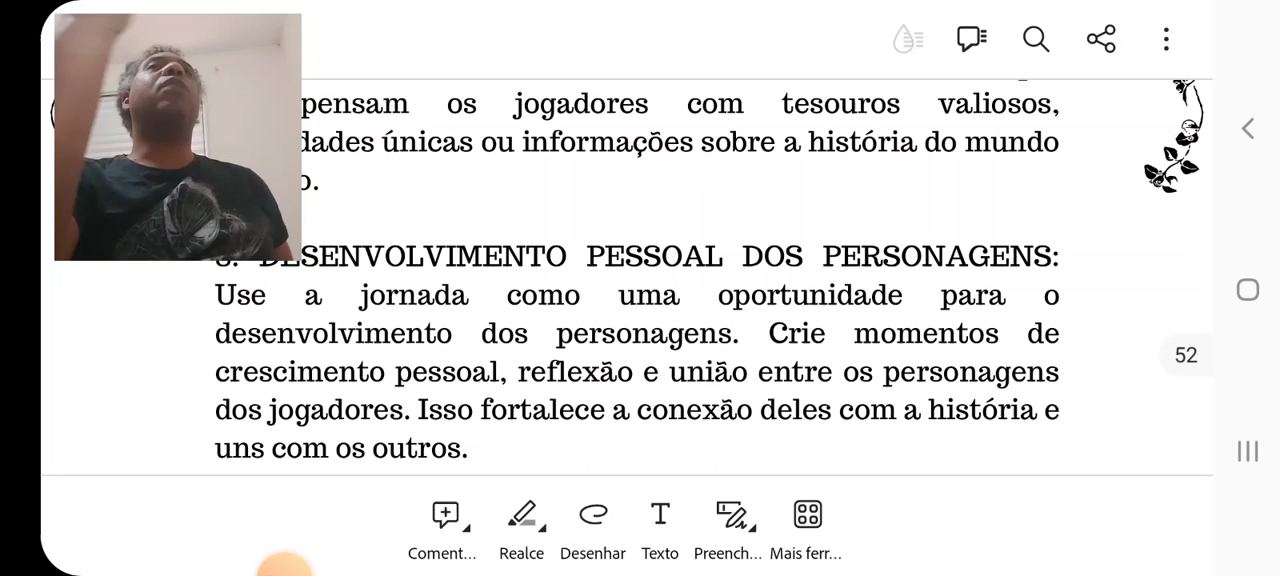 pensam os jogadores com tesouros valiosos,
dades únicas ou informações sobre a história do mundo
o.
DESENVOLVIMENTO PESSOAL DOS PERSONAGENS:
Use a jornada como uma oportunidade para o
desenvolvimento dos personagens. Crie momentos de
crescimento pessoal, reflexão e união entre os personagens
dos jogadores. Isso fortalece a conexão deles com a história e
uns com os outros.
52
Coment... Realce Desenhar Texto Preench... Mais ferr...